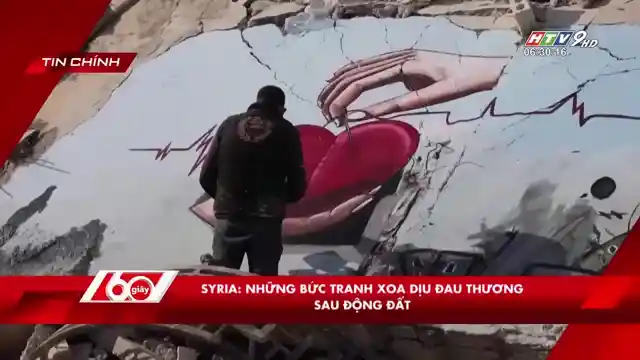 TIN CHÍNH
HTV9 HD
06:30:16
60 giây
SYRIA: NHỮNG BỨC TRANH XOA DỊU ĐAU THƯƠNG
SAU ĐỘNG ĐẤT